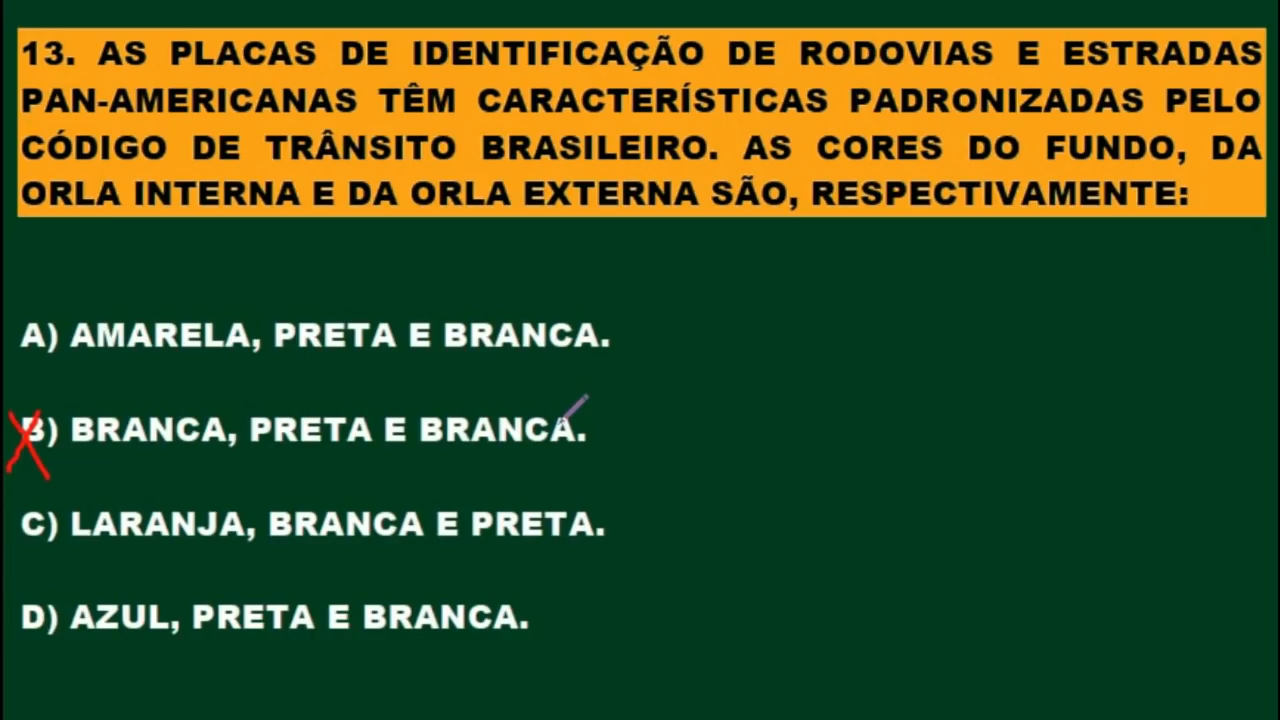 13. AS PLACAS DE IDENTIFICAÇÃO DE RODOVIAS E ESTRADAS
PAN-AMERICANAS TÊM CARACTERÍSTICAS PADRONIZADAS PELO
CÓDIGO DE TRÂNSITO BRASILEIRO. AS CORES DO FUNDO, DA
ORLA INTERNA E DA ORLA EXTERNA SÃO, RESPECTIVAMENTE:
A) AMARELA, PRETA E BRANCA.
B) BRANCA, PRETA E BRANCA.
C) LARANJA, BRANCA E PRETA.
D) AZUL, PRETA E BRANCA.